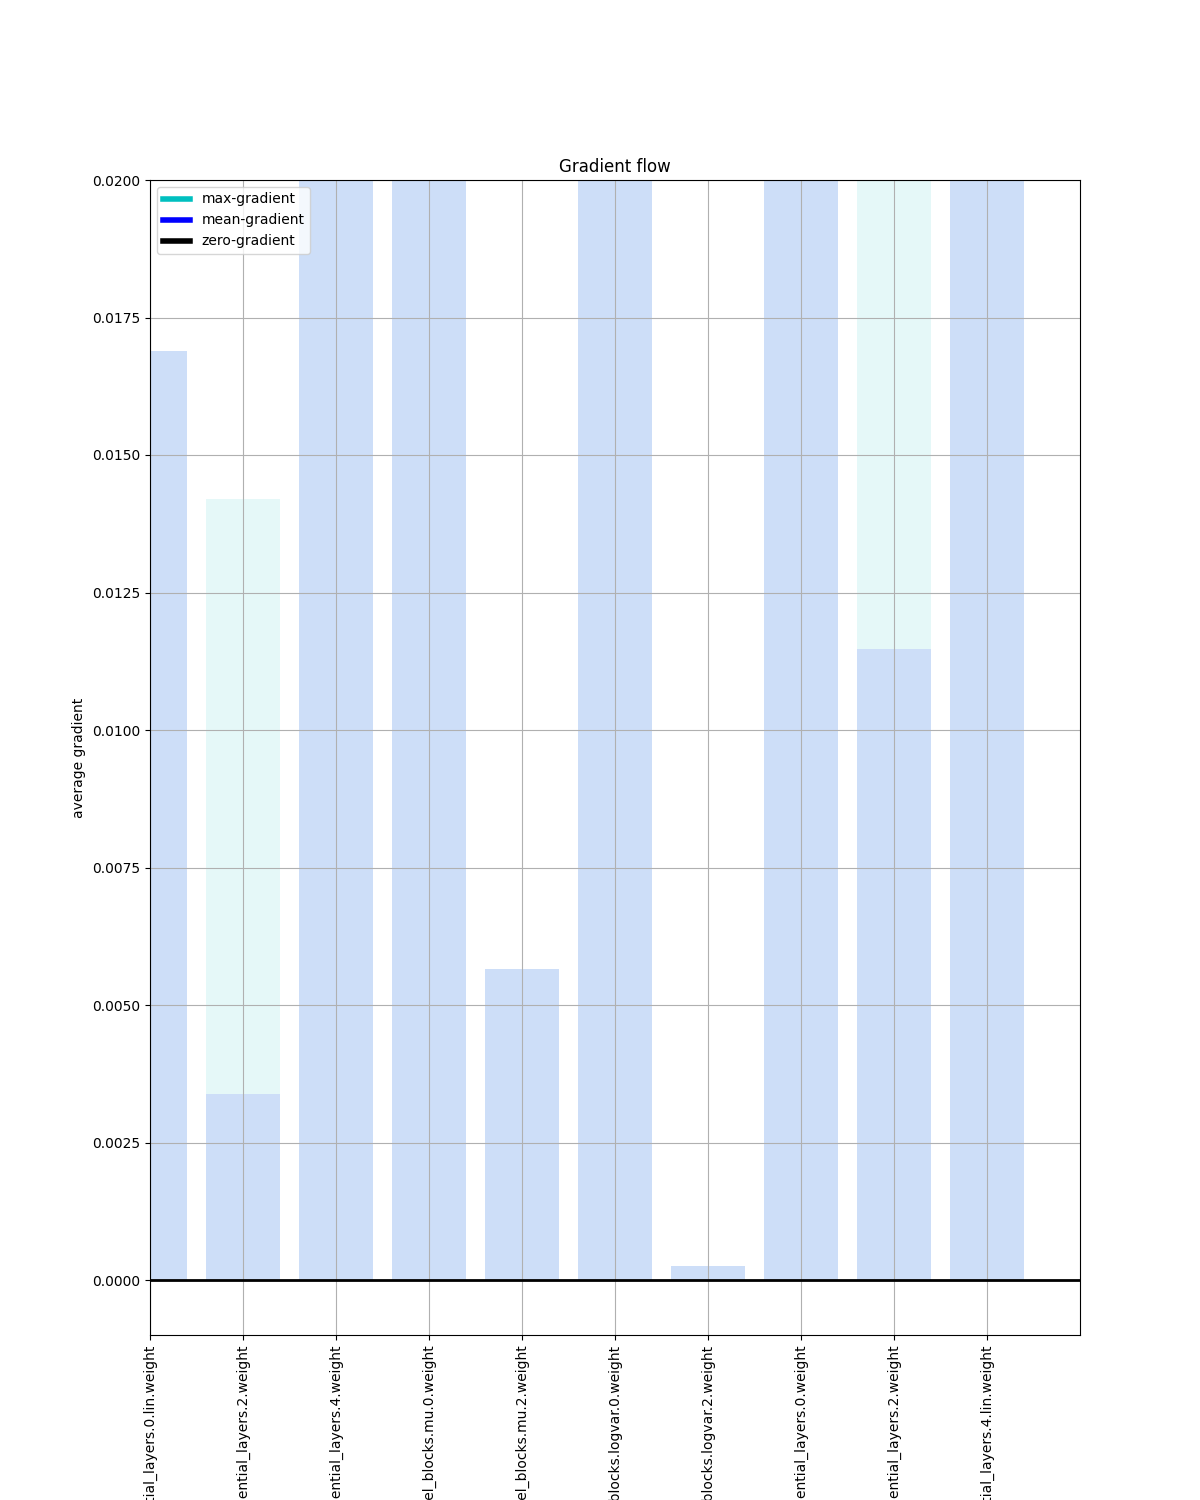 Gradient flow
max-gradient
mean-gradient
zero-gradient
0.0200
0.0175
0.0150
0.0125
0.0100
0.0075
0.0050
0.0025
0.0000
average gradient
tial_layers.0.lin.weight
ential_layers.2.weight
ential_layers.4.weight
el_blocks.mu.0.weight
el_blocks.mu.2.weight
blocks.logvar.0.weight
blocks.logvar.2.weight
ential_layers.0.weight
ential_layers.2.weight
tial_layers.4.lin.weight